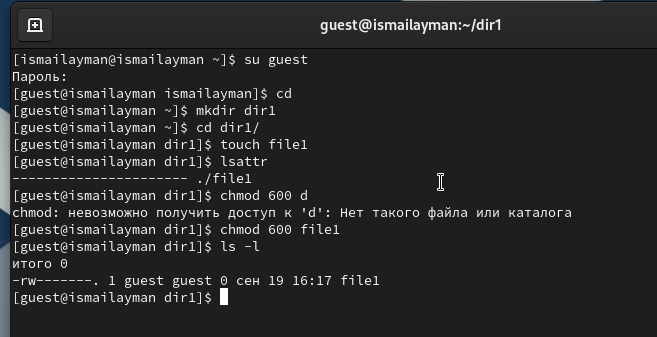 guest@ismailayman:~/dir1
[ismailayman@ismailayman ~]$ su guest
Пароль:
[guest@ismailayman ismailayman]$ cd
[guest@ismailayman ~]$ mkdir dir1
[guest@ismailayman ~]$ cd dir1/
[guest@ismailayman dir1]$ touch file1
[guest@ismailayman dir1]$ lsattr
---------------------- ./file1
[guest@ismailayman dir1]$ chmod 600 d
chmod: невозможно получить доступ к 'd': Нет такого файла или каталога
[guest@ismailayman dir1]$ chmod 600 file1
[guest@ismailayman dir1]$ ls -l
итого 0
-rw-------. 1 guest guest 0 сен 19 16:17 file1
[guest@ismailayman dir1]$